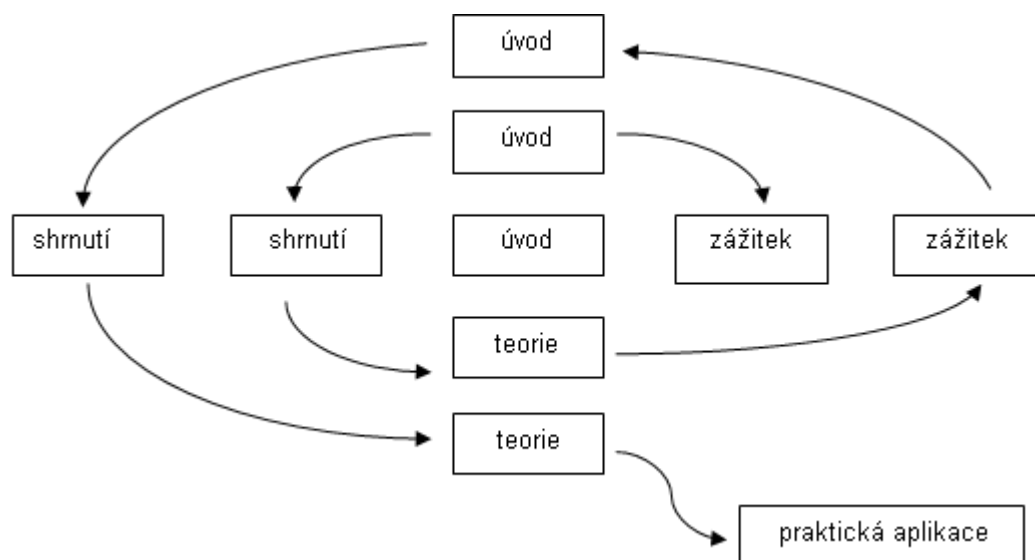 úvod
úvod
shrnutí
shrnutí
úvod
zážitek
zážitek
teorie
teorie
praktická aplikace